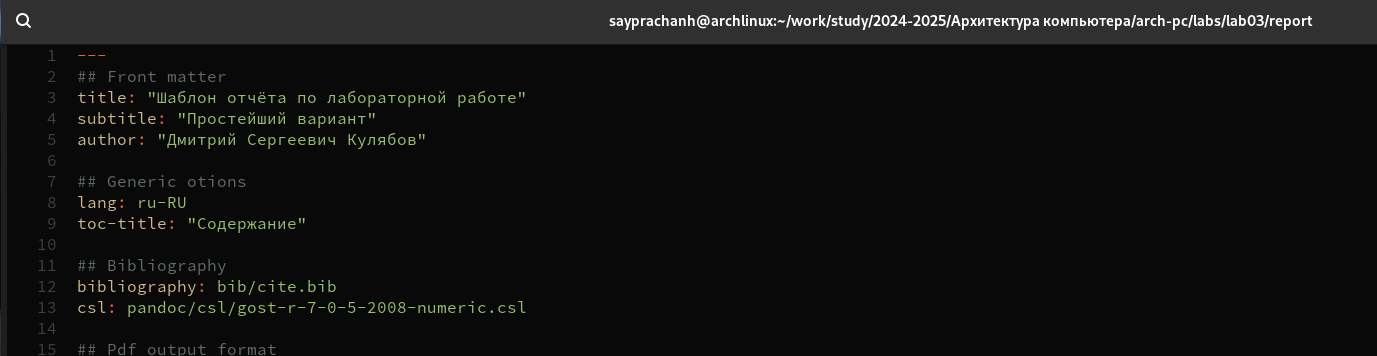 sayprachanh@archlinux:~/work/study/2024-2025/Архитектура компьютера/arch-pc/labs/lab03/report
1 ---
2 ## Front matter
3 title: "Шаблон отчёта по лабораторной работе"
4 subtitle: "Простейший вариант"
5 author: "Дмитрий Сергеевич Кулябов"
6
7 ## Generic otions
8 lang: ru-RU
9 toc-title: "Содержание"
10
11 ## Bibliography
12 bibliography: bib/cite.bib
13 csl: pandoc/csl/gost-r-7-0-5-2008-numeric.csl
14
15 ## Pdf output format